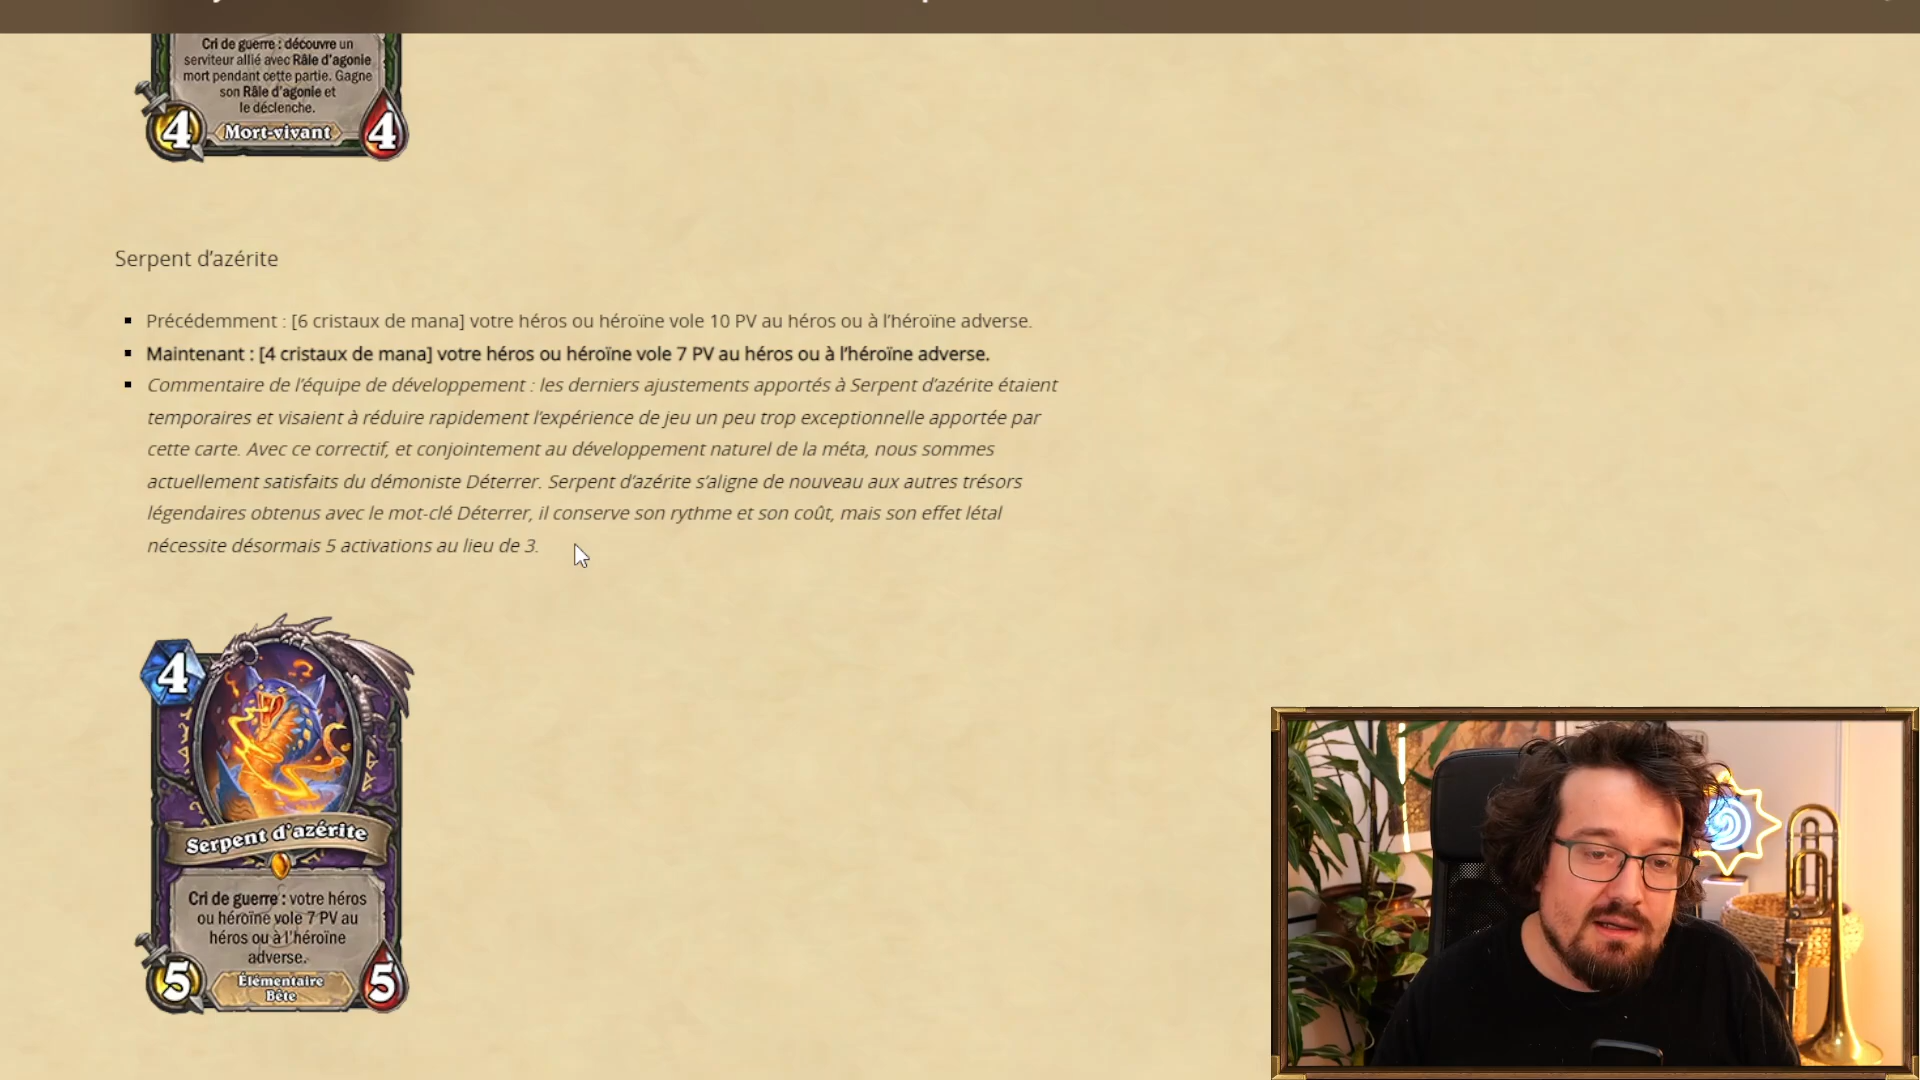 Cri de guerre : découvre un
serviteur allié avec Râle d'agonie
mort pendant cette partie. Gagne
son Râle d'agonie et
le déclenche.
4 Mort-vivant 4
Serpent d'azérite
Précédemment : [6 cristaux de mana] votre héros ou héroïne vole 10 PV au héros ou à l'héroïne adverse.
Maintenant : [4 cristaux de mana] votre héros ou héroïne vole 7 PV au héros ou à l'héroïne adverse.
Commentaire de l'équipe de développement : les derniers ajustements apportés à Serpent d'azérite étaient
temporaires et visaient à réduire rapidement l'expérience de jeu un peu trop exceptionnelle apportée par
cette carte. Avec ce correctif, et conjointement au développement naturel de la méta, nous sommes
actuellement satisfaits du démoniste Déterrer. Serpent d'azérite s'aligne de nouveau aux autres trésors
légendaires obtenus avec le mot-clé Déterrer, il conserve son rythme et son coût, mais son effet létal
nécessite désormais 5 activations au lieu de 3.
4
Serpent d'azérite
Cri de guerre : votre héros
ou héroïne vole 7 PV au
héros ou à l'héroïne
adverse.
5 Élémentaire 5
Bête